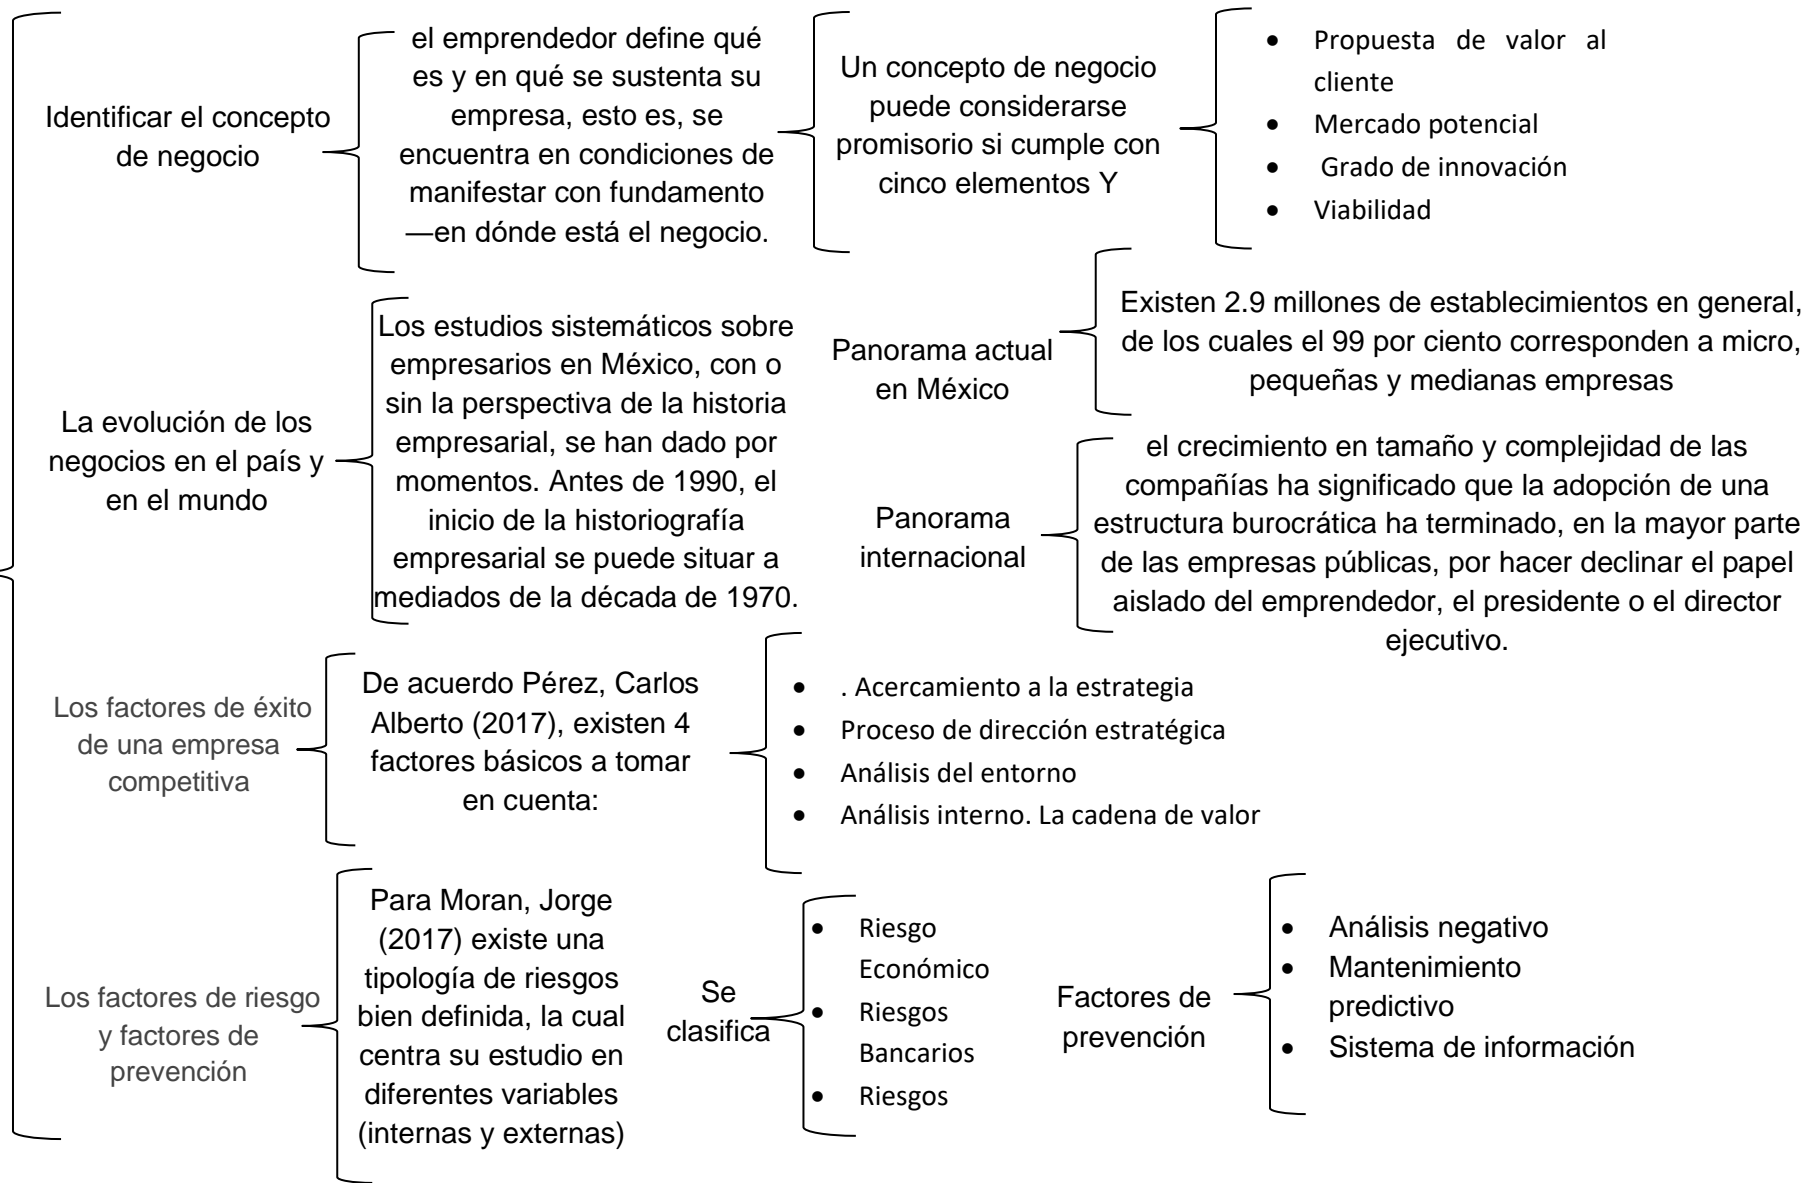 Identificar el concepto
de negocio
el emprendedor define qué
es y en qué se sustenta su
empresa, esto es, se
encuentra en condiciones de
manifestar con fundamento
―en dónde está el negocio.
Un concepto de negocio
puede considerarse
promisorio si cumple con
cinco elementos Y
• Propuesta de valor al
cliente
• Mercado potencial
• Grado de innovación
• Viabilidad
La evolución de los
negocios en el país y
en el mundo
Los estudios sistemáticos sobre
empresarios en México, con o
sin la perspectiva de la historia
empresarial, se han dado por
momentos. Antes de 1990, el
inicio de la historiografía
empresarial se puede situar a
mediados de la década de 1970.
Panorama actual
en México
Existen 2.9 millones de establecimientos en general,
de los cuales el 99 por ciento corresponden a micro,
pequeñas y medianas empresas
Panorama
internacional
el crecimiento en tamaño y complejidad de las
compañías ha significado que la adopción de una
estructura burocrática ha terminado, en la mayor parte
de las empresas públicas, por hacer declinar el papel
aislado del emprendedor, el presidente o el director
ejecutivo.
Los factores de éxito
de una empresa
competitiva
De acuerdo Pérez, Carlos
Alberto (2017), existen 4
factores básicos a tomar
en cuenta:
• . Acercamiento a la estrategia
• Proceso de dirección estratégica
• Análisis del entorno
• Análisis interno. La cadena de valor
Los factores de riesgo
y factores de
prevención
Para Moran, Jorge
(2017) existe una
tipología de riesgos
bien definida, la cual
centra su estudio en
diferentes variables
(internas y externas)
Se
clasifica
• Riesgo
Económico
• Riesgos
Bancarios
• Riesgos
Factores de
prevención
• Análisis negativo
• Mantenimiento
predictivo
• Sistema de información